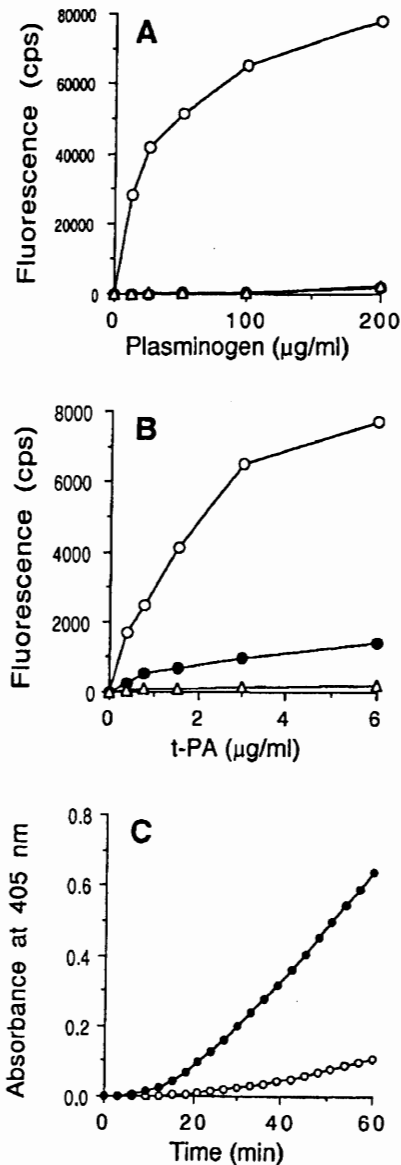 A
Fluorescence (cps)
80000
60000
40000
20000
0
0 100 200
Plasminogen (µg/ml)
B
Fluorescence (cps)
8000
6000
4000
2000
0
0 2 4 6
t-PA (µg/ml)
C
Absorbance at 405 nm
0.8
0.6
0.4
0.2
0.0
0 20 40 60
Time (min)